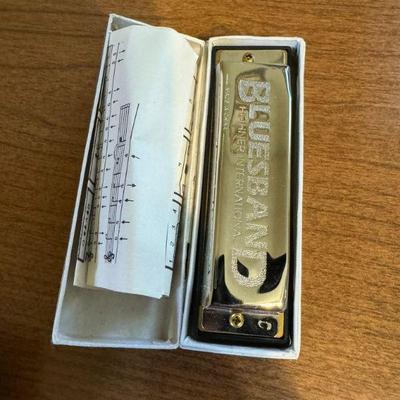 BLUESBAND
HOHNER INTERNATIONAL
C